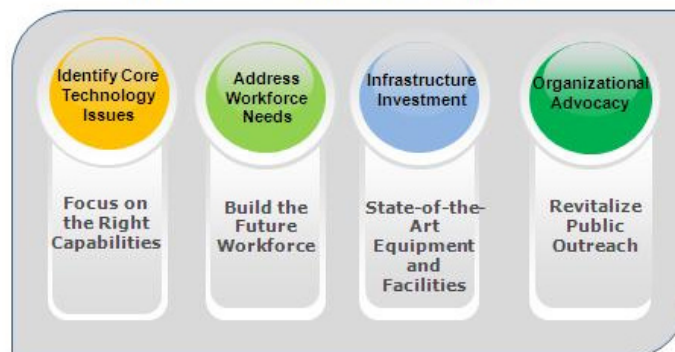 Identify Core
Technology
Issues
Address
Workforce
Needs
Infrastructure
Investment
Organizational
Advocacy
Focus on
the Right
Capabilities
Build the
Future
Workforce
State-of-the-
Art
Equipment
and
Facilities
Revitalize
Public
Outreach